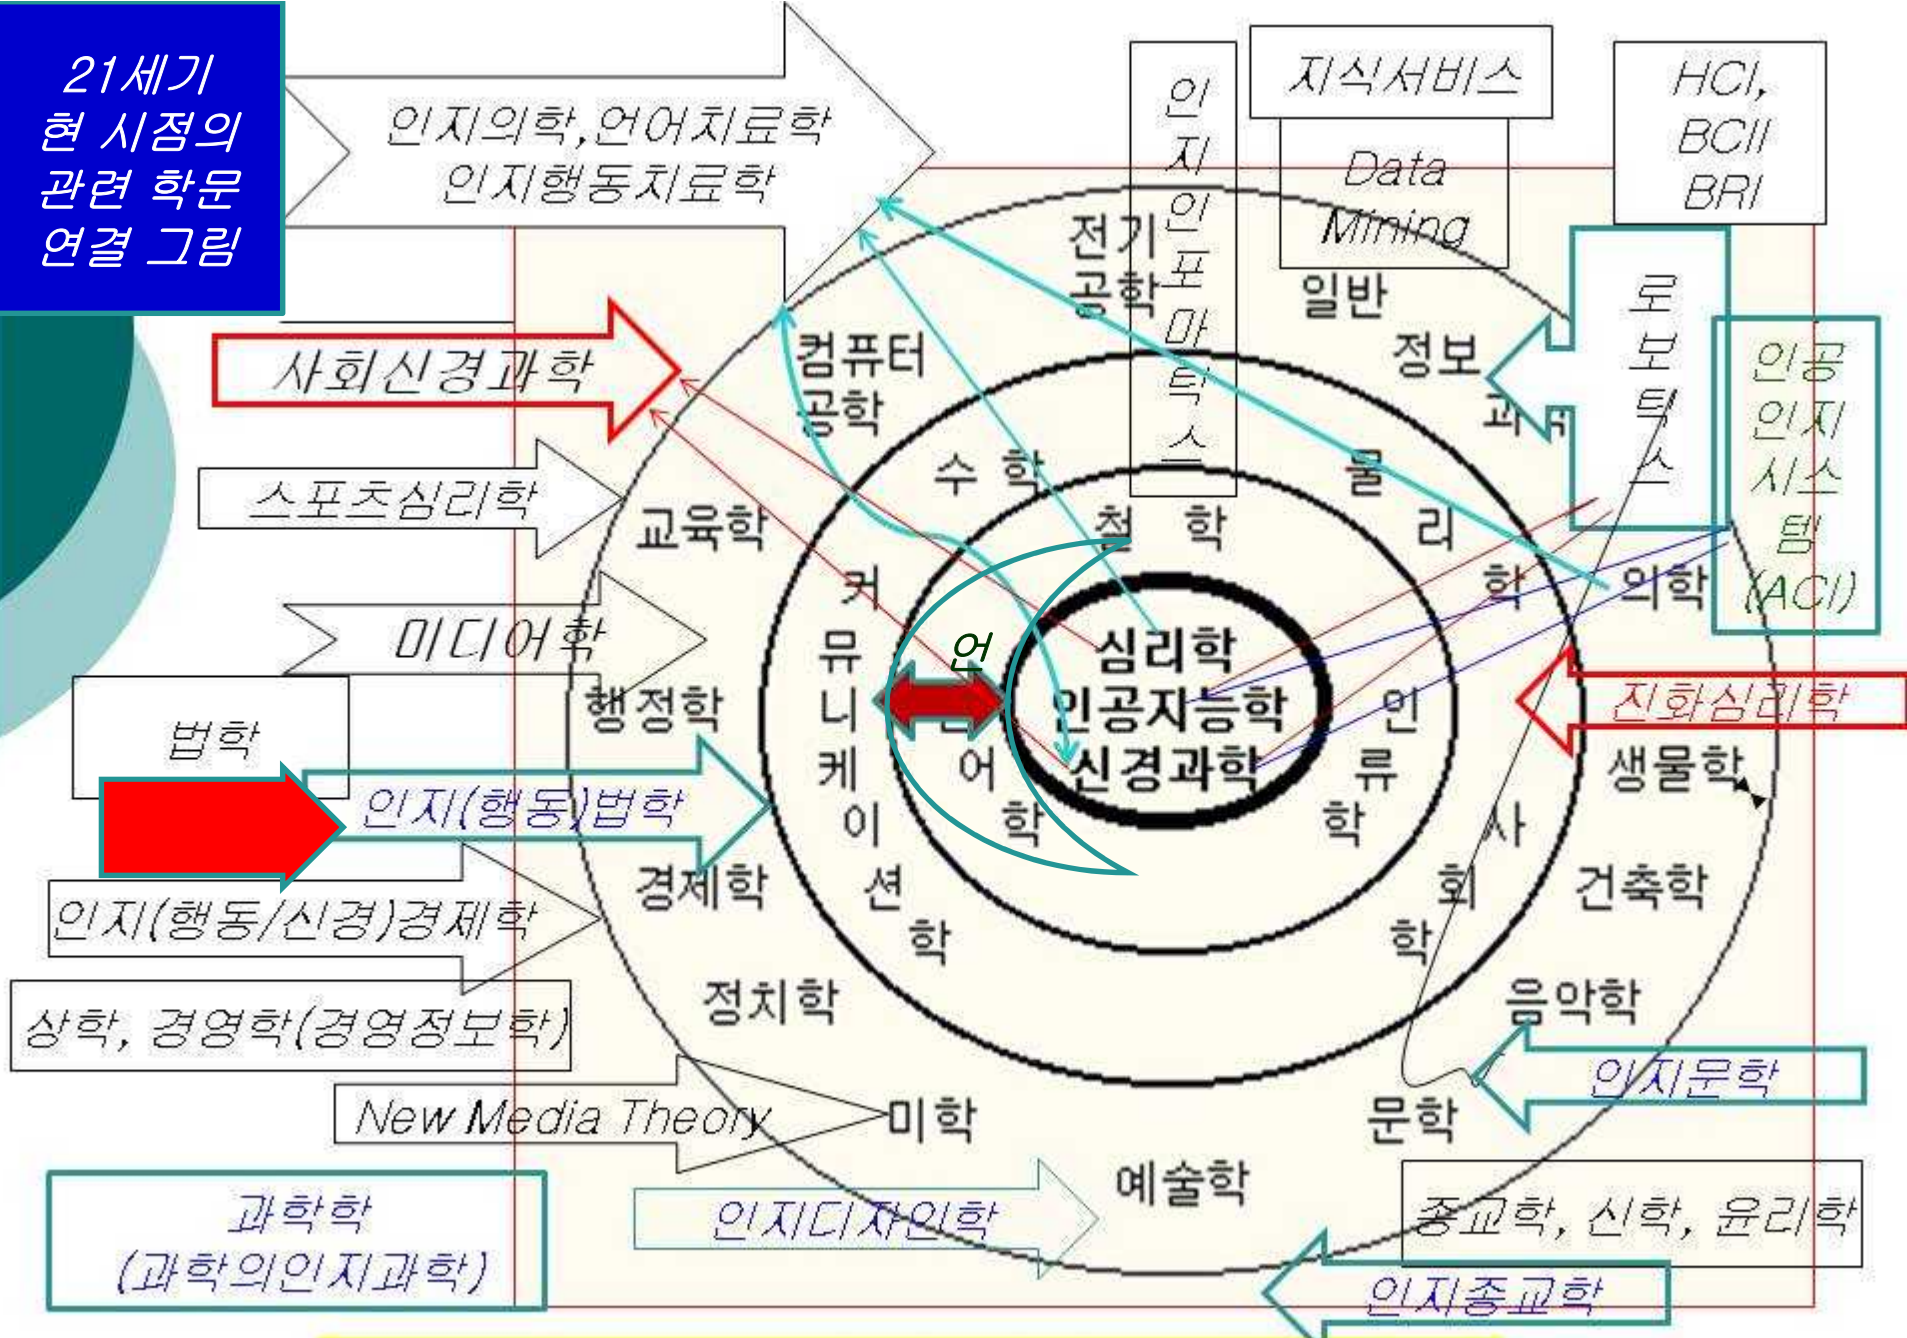 21세기
현 시점의
관련 학문
연결 그림
인지의학,언어치료학
인지행동치료학
인지인포마틱스
지식서비스
Data
Mining
HCI,
BCII
BRI
로보틱스
인공
인지
시스
템
(ACI)
사회신경과학
스포츠심리학
미디어학
법학
인지(행동)법학
인지(행동/신경)경제학
상학, 경영학(경영정보학)
New Media Theory
과학학
(과학의인지과학)
인지디자인학
종교학, 신학, 윤리학
인지종교학
인지문학
진화심리학
전기
공학
일반
정보
과학
컴퓨터
공학
교육학
행정학
경제학
정치학
미학
예술학
문학
음악학
건축학
생물학
의학
수학
물리학
커뮤니케이션학
사회학
철학
언
언어학
인류학
심리학
인공지능학
신경과학